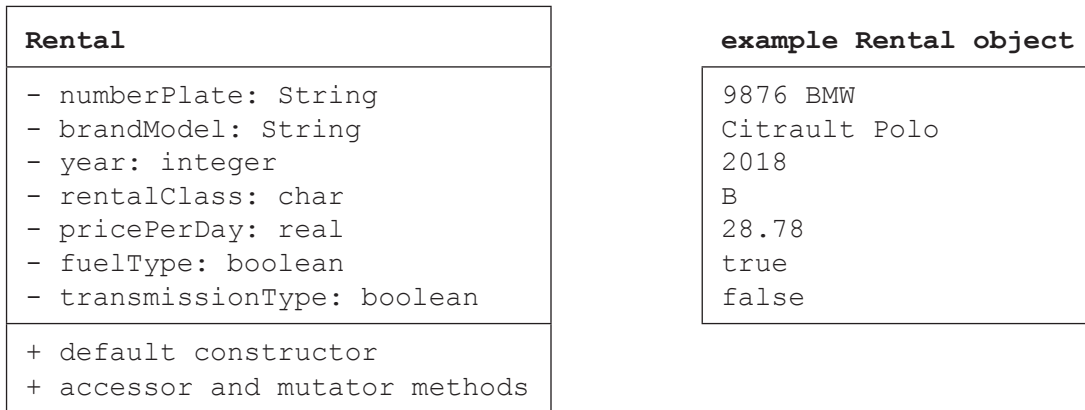 Rental
- numberPlate: String
- brandModel: String
- year: integer
- rentalClass: char
- pricePerDay: real
- fuelType: boolean
- transmissionType: boolean
+ default constructor
+ accessor and mutator methods
example Rental object
9876 BMW
Citrault Polo
2018
B
28.78
true
false